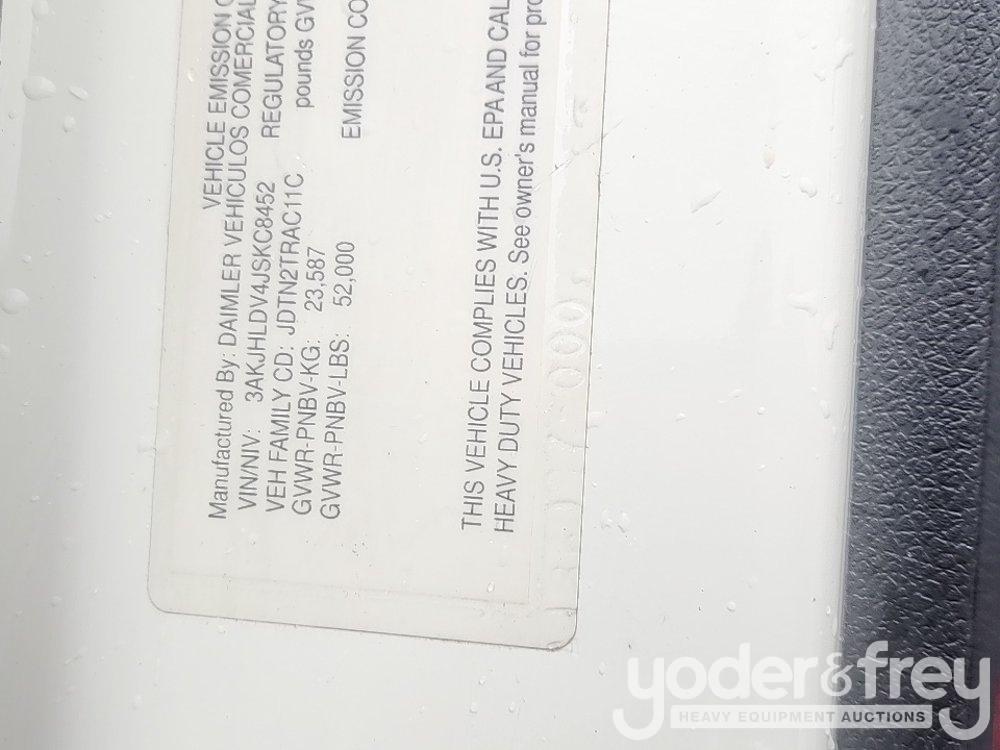 VEHICLE EMISSION
Manufactured By: DAIMLER VEHICULOS COMERCIAL
VIN/NIV: 3AKJHLDV4JSKC8452 REGULATORY
VEH FAMILY CD: JDTN2TRAC11C pounds GV
GVWR-PNBV-KG: 23,587
GVWR-PNBV-LBS: 52,000 EMISSION CO
THIS VEHICLE COMPLIES WITH U.S. EPA AND CAL
HEAVY DUTY VEHICLES. See owner's manual for pro
yoder&frey
HEAVY EQUIPMENT AUCTIONS